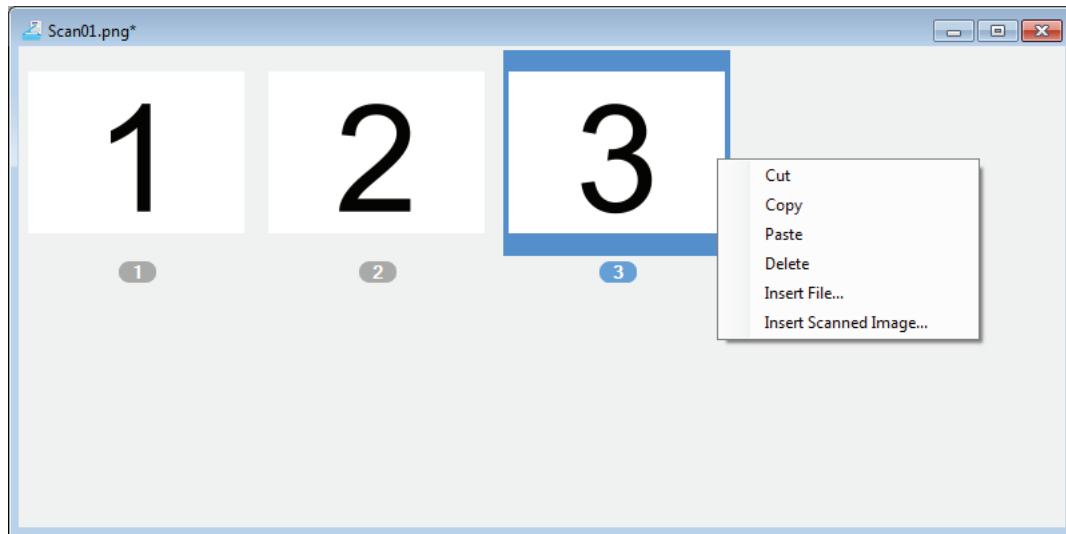 Scan01.png*
1 2 3
1 2 3
Cut
Copy
Paste
Delete
Insert File...
Insert Scanned Image...